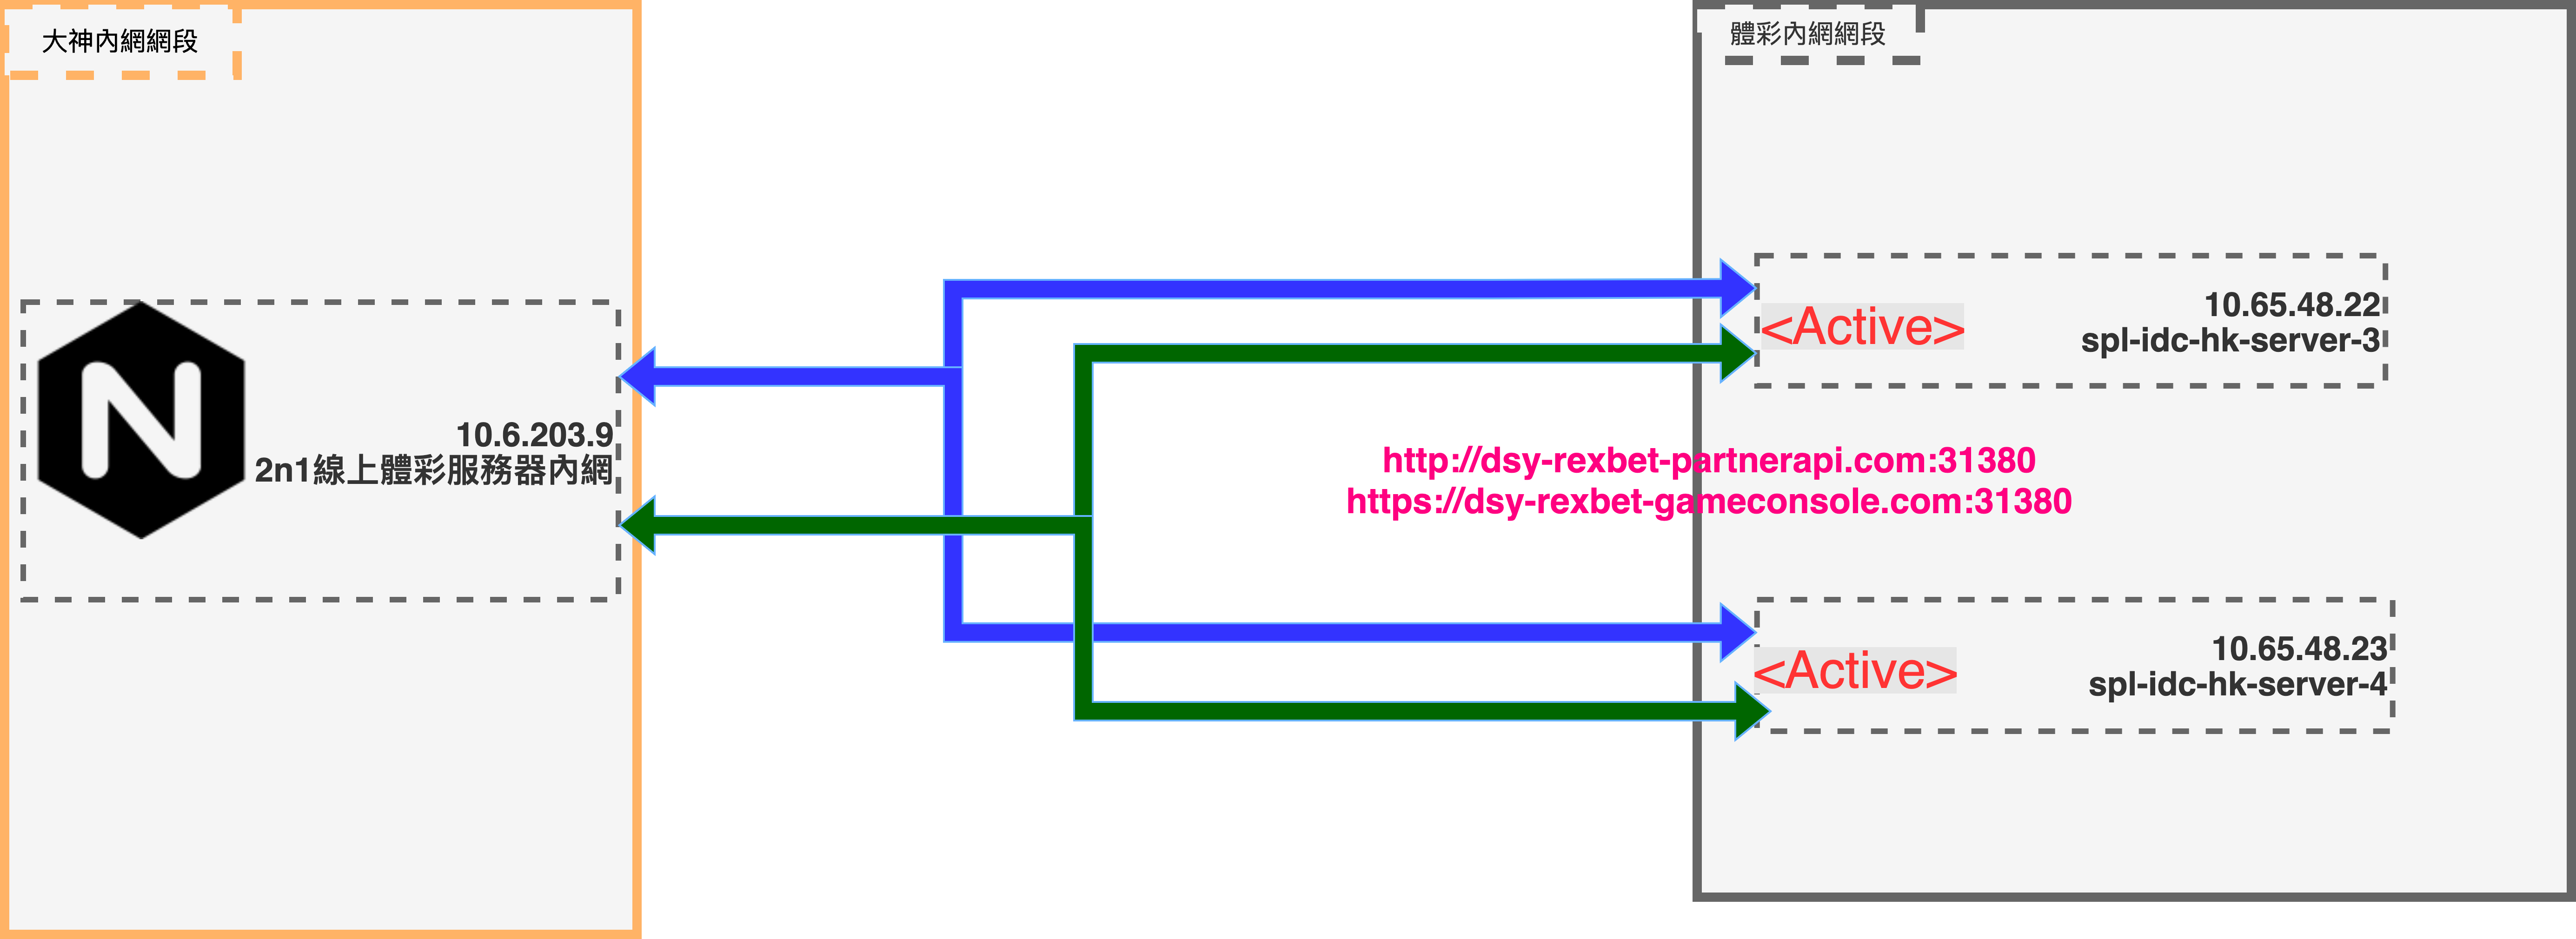 大神內網網段
10.6.203.9
2n1線上體彩服務器內網
http://dsy-rexbet-partnerapi.com:31380
https://dsy-rexbet-gameconsole.com:31380
體彩內網網段
<Active>
10.65.48.22
spl-idc-hk-server-3
<Active>
10.65.48.23
spl-idc-hk-server-4